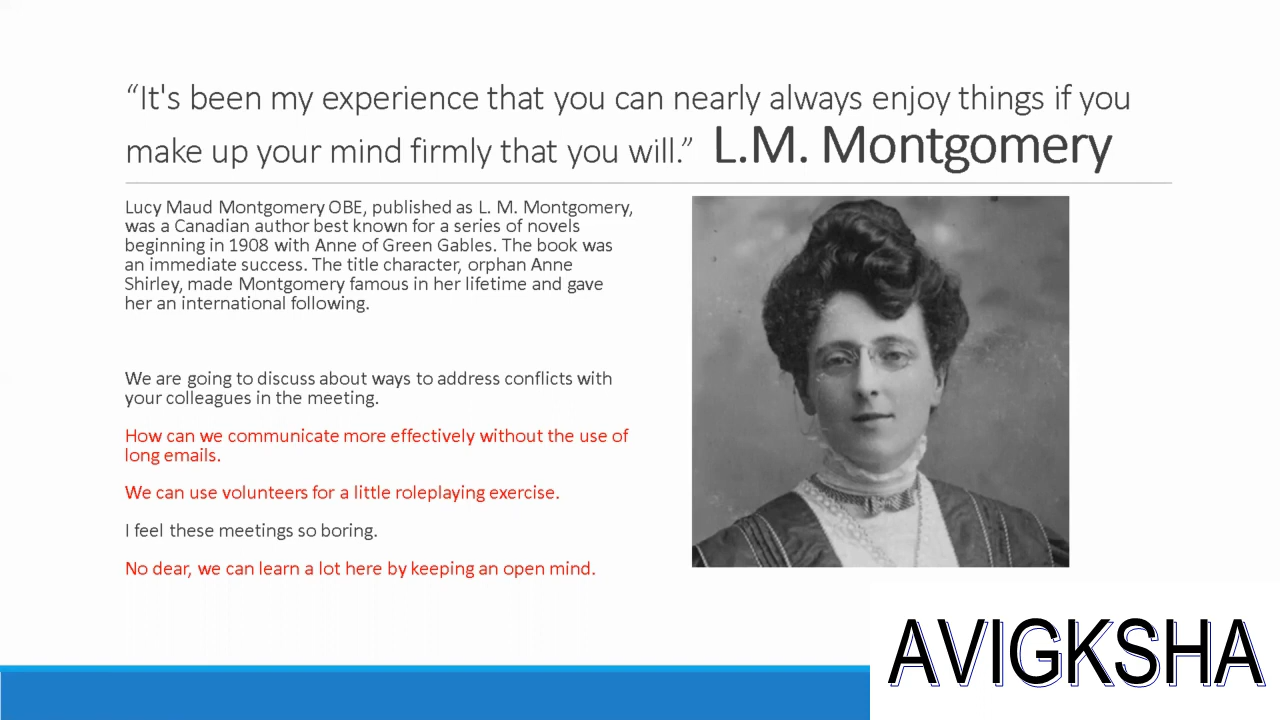 “It's been my experience that you can nearly always enjoy things if you
make up your mind firmly that you will.” L.M. Montgomery
Lucy Maud Montgomery OBE, published as L. M. Montgomery,
was a Canadian author best known for a series of novels
beginning in 1908 with Anne of Green Gables. The book was
an immediate success. The title character, orphan Anne
Shirley, made Montgomery famous in her lifetime and gave
her an international following.
We are going to discuss about ways to address conflicts with
your colleagues in the meeting.
How can we communicate more effectively without the use of
long emails.
We can use volunteers for a little roleplaying exercise.
I feel these meetings so boring.
No dear, we can learn a lot here by keeping an open mind.
AVIGKSHA